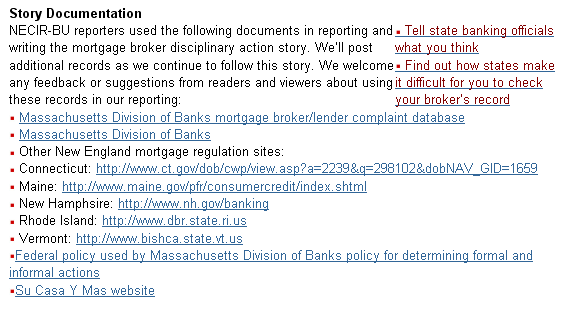 Story Documentation
NECIR-BU reporters used the following documents in reporting and
writing the mortgage broker disciplinary action story. We'll post
additional records as we continue to follow this story. We welcome
any feedback or suggestions from readers and viewers about using
these records in our reporting:
Tell state banking officials
what you think
Find out how states make
it difficult for you to check
your broker's record
Massachusetts Division of Banks mortgage broker/lender complaint database
Massachusetts Division of Banks
Other New England mortgage regulation sites:
Connecticut: http://www.ct.gov/dob/cwp/view.asp?a=2239&q=298102&dobNAV_GID=1659
Maine: http://www.maine.gov/pfr/consumercredit/index.shtml
New Hamphsire: http://www.nh.gov/banking
Rhode Island: http://www.dbr.state.ri.us
Vermont: http://www.bishca.state.vt.us
Federal policy used by Massachusetts Division of Banks policy for determining formal and
informal actions
Su Casa Y Mas website